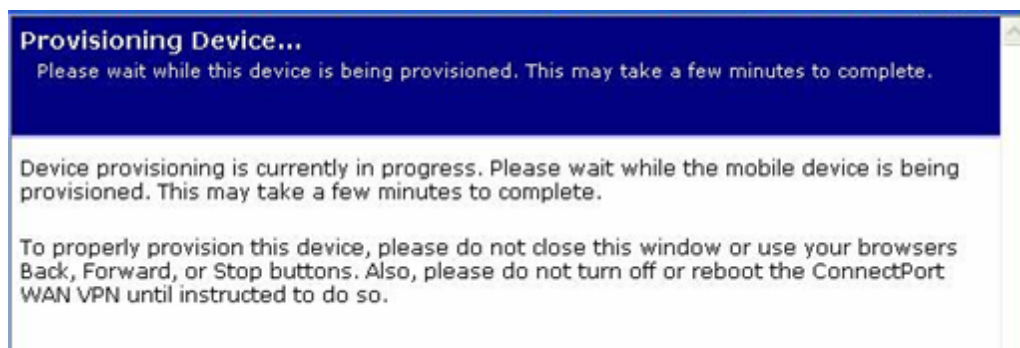 Provisioning Device...
Please wait while this device is being provisioned. This may take a few minutes to complete.
Device provisioning is currently in progress. Please wait while the mobile device is being
provisioned. This may take a few minutes to complete.
To properly provision this device, please do not close this window or use your browsers
Back, Forward, or Stop buttons. Also, please do not turn off or reboot the ConnectPort
WAN VPN until instructed to do so.